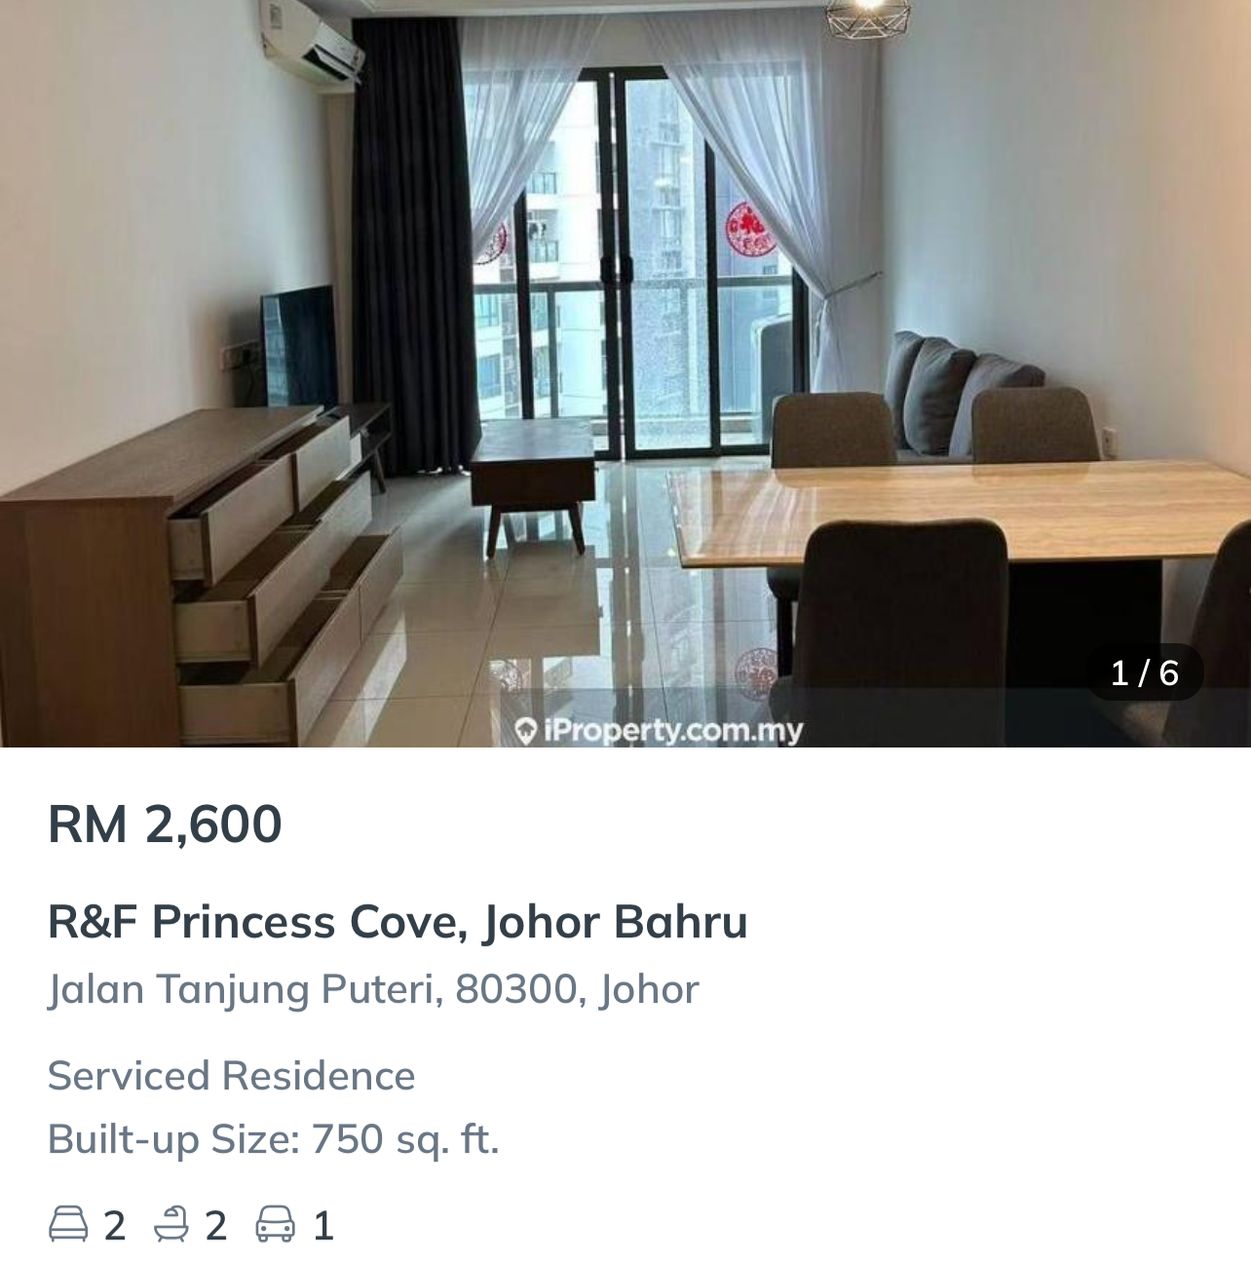 福
1 / 6
iProperty.com.my
RM 2,600
R&F Princess Cove, Johor Bahru
Jalan Tanjung Puteri, 80300, Johor
Serviced Residence
Built-up Size: 750 sq. ft.
2 2 1